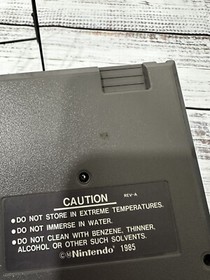 CAUTION
REV-A
• DO NOT STORE IN EXTREME TEMPERATURES.
• DO NOT IMMERSE IN WATER.
• DO NOT CLEAN WITH BENZENE, THINNER,
ALCOHOL OR OTHER SUCH SOLVENTS.
©M Nintendo 1985